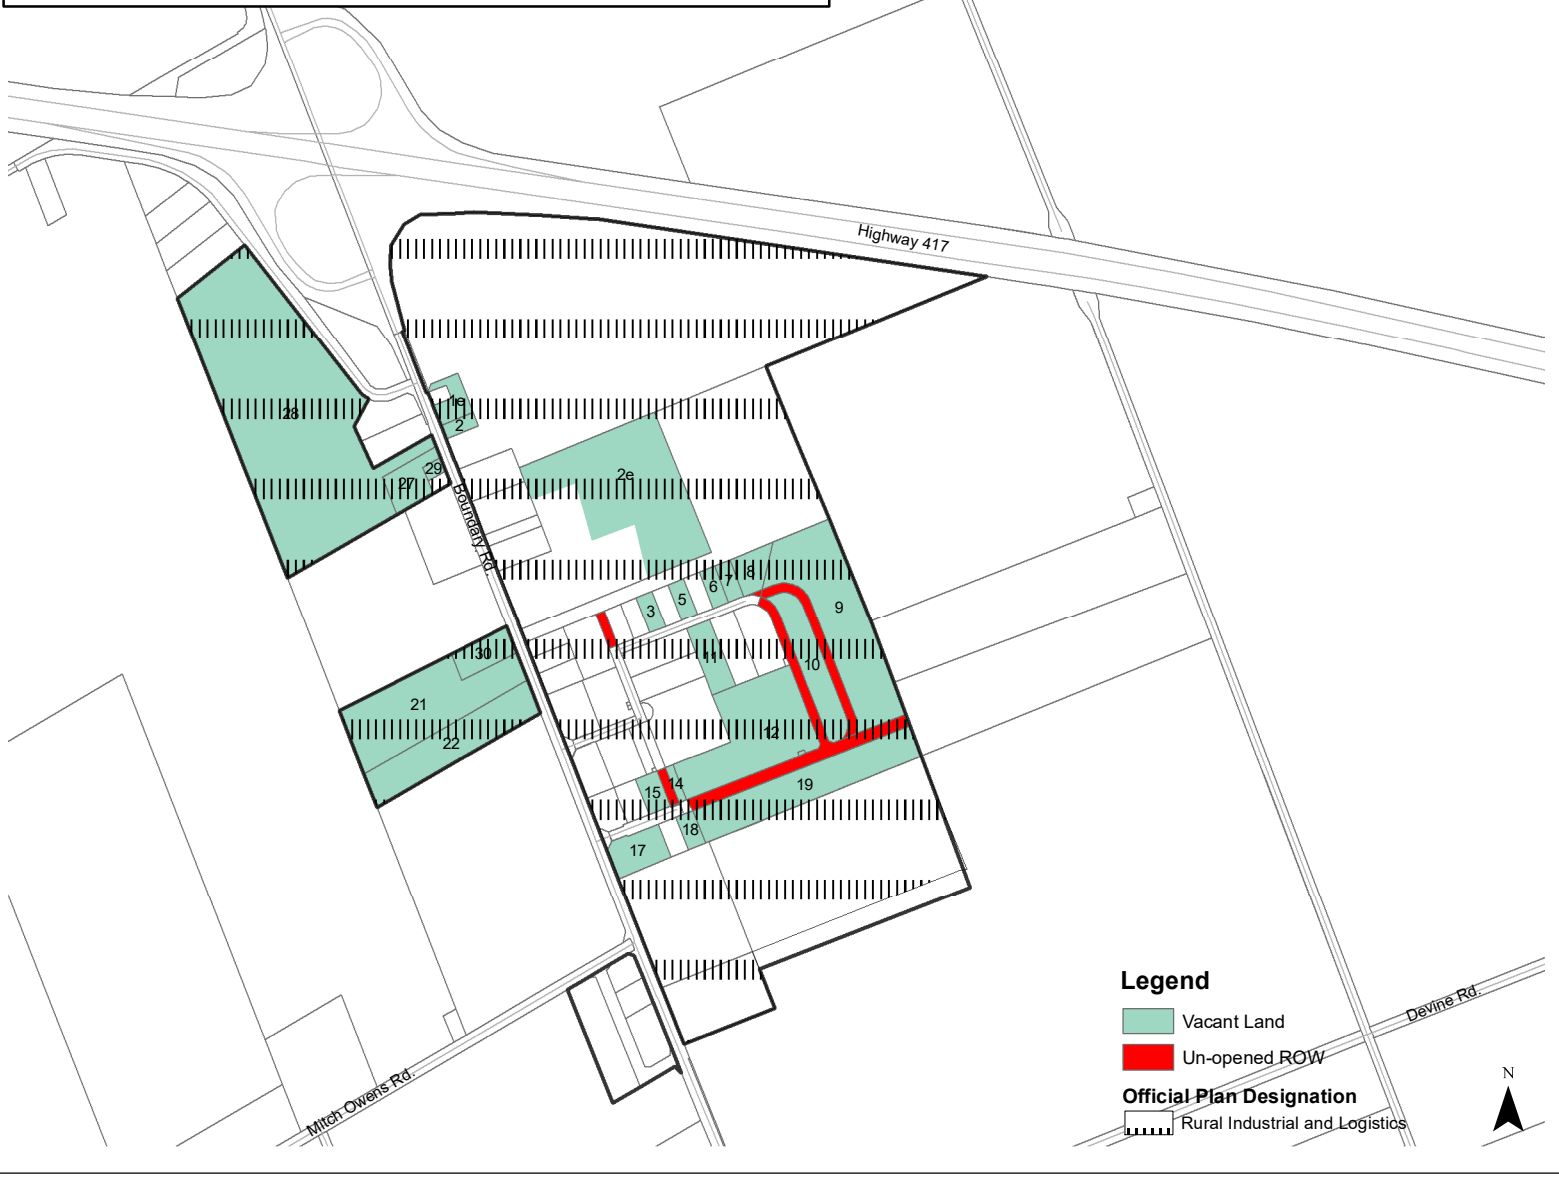 Highway 417
28
1e
2
29
27
2e
Boundary Rd.
6
7
8
5
3
9
30
11
10
21
22
12
14
15
19
18
17
Legend
Vacant Land
Un-opened ROW
Official Plan Designation
Rural Industrial and Logistics
Devine Rd.
N
Mitch Owens Rd.